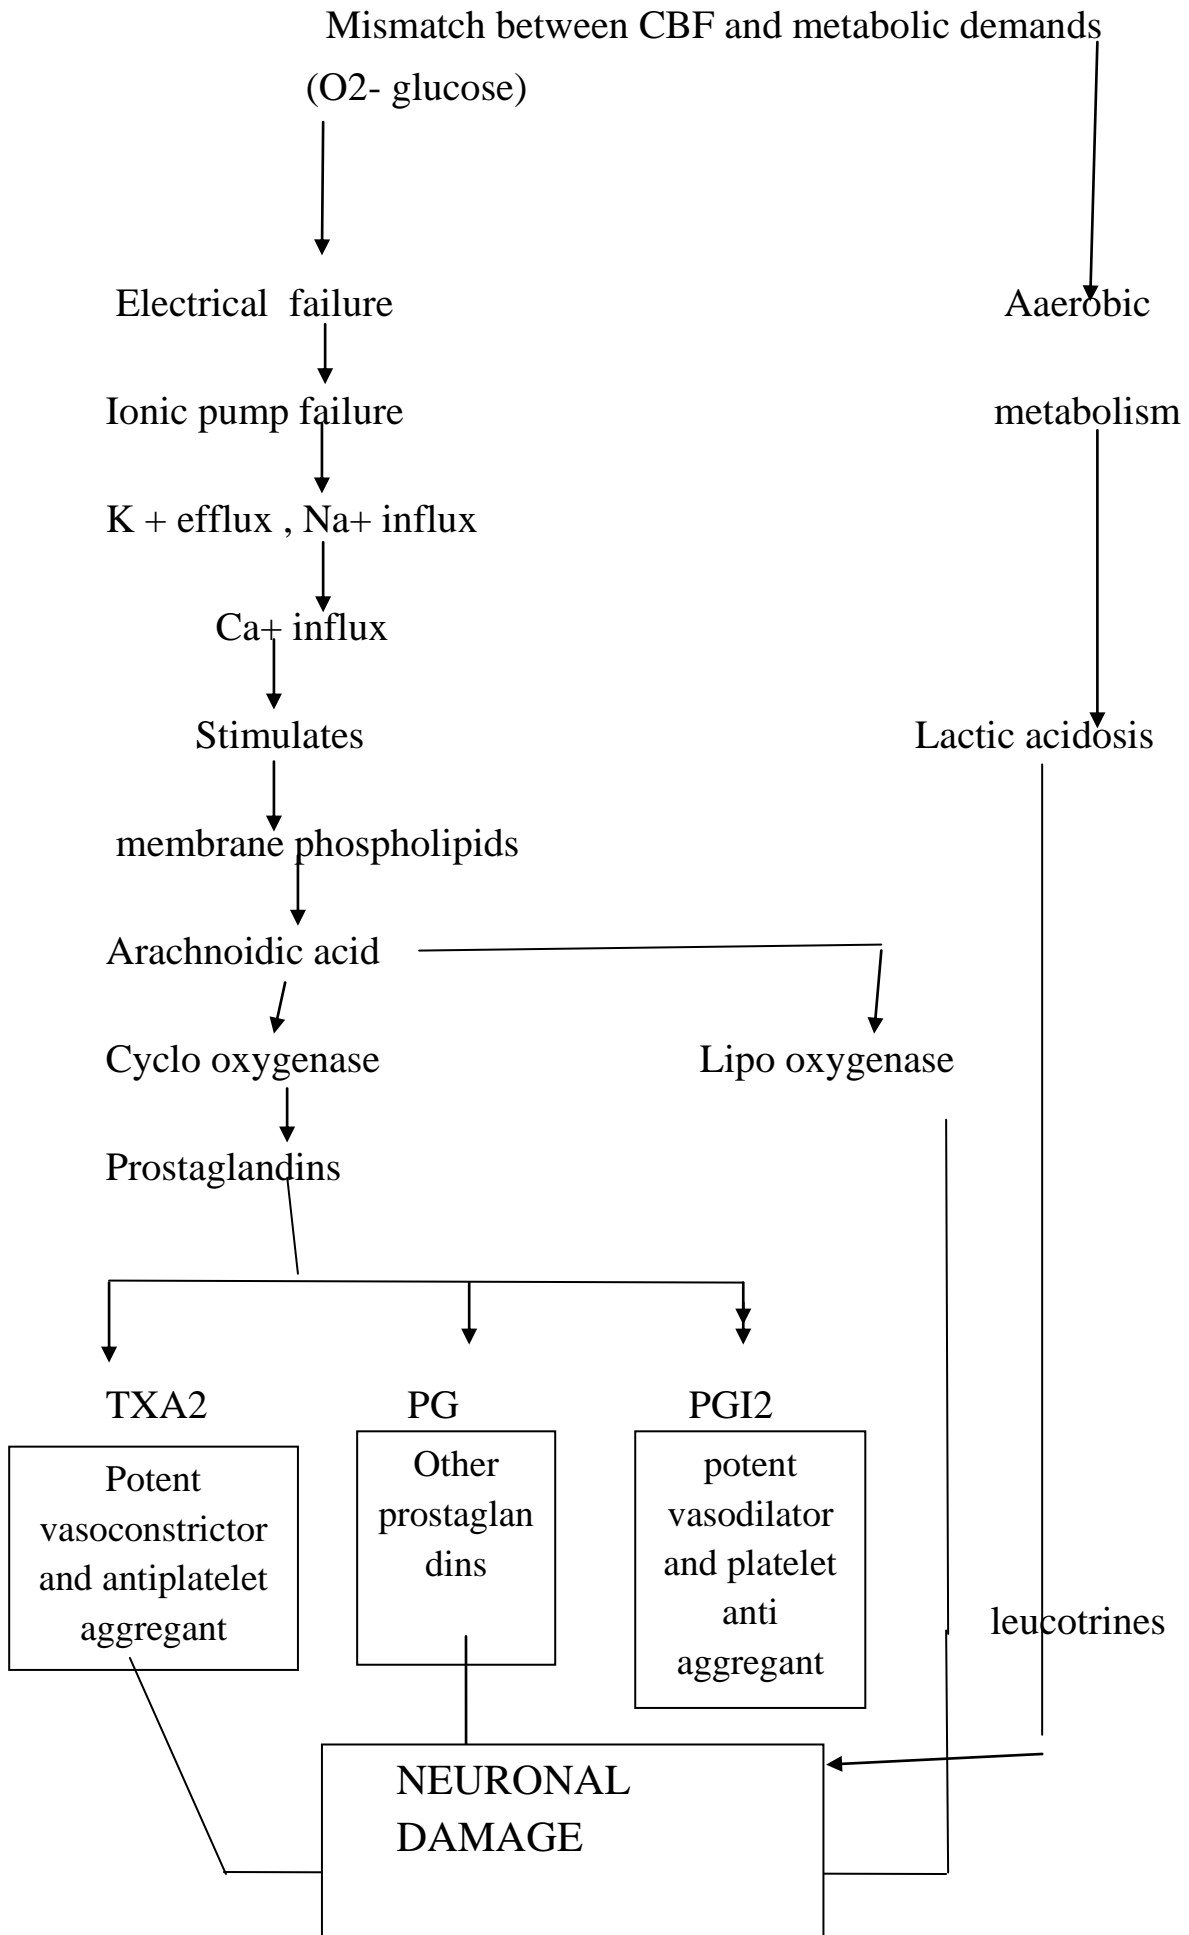 Mismatch between CBF and metabolic demands
(O2- glucose)
Electrical  failure
Aaerobic
Ionic pump failure
metabolism
K + efflux , Na+ influx
Ca+ influx
Stimulates
Lactic acidosis
membrane phospholipids
Arachnoidic acid
Cyclo oxygenase
Lipo oxygenase
Prostaglandins
TXA2
PG
PGI2
Potent
vasoconstrictor
and antiplatelet
aggregant
Other
prostaglan
dins
potent
vasodilator
and platelet
anti
aggregant
leucotrines
NEURONAL
DAMAGE